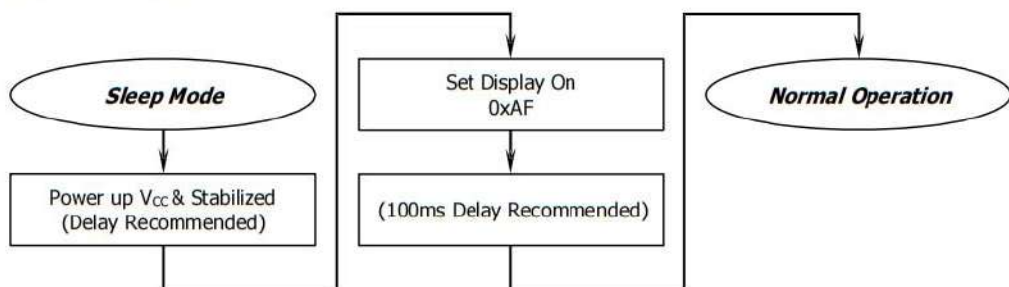 Sleep Mode
Power up VCC & Stabilized
(Delay Recommended)
Set Display On
0xAF
(100ms Delay Recommended)
Normal Operation